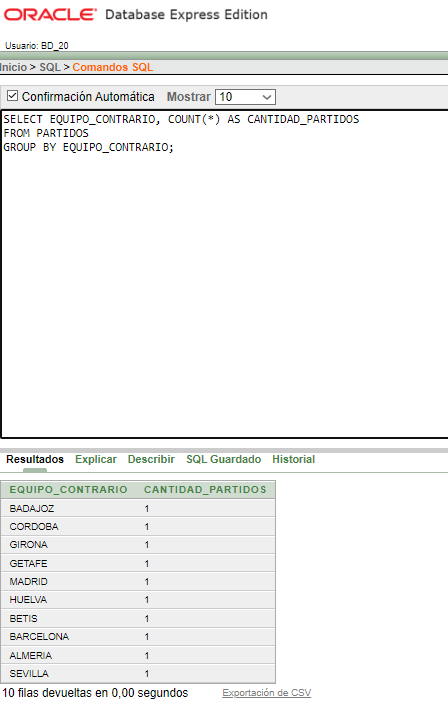 ORACLE Database Express Edition
Usuario: BD_20
Inicio > SQL > Comandos SQL
Confirmación Automática Mostrar 10
SELECT EQUIPO_CONTRARIO, COUNT(*) AS CANTIDAD_PARTIDOS
FROM PARTIDOS
GROUP BY EQUIPO_CONTRARIO;
Resultados Explicar Describir SQL Guardado Historial
EQUIPO_CONTRARIO CANTIDAD_PARTIDOS
BADAJOZ 1
CORDOBA 1
GIRONA 1
GETAFE 1
MADRID 1
HUELVA 1
BETIS 1
BARCELONA 1
ALMERIA 1
SEVILLA 1
10 filas devueltas en 0,00 segundos Exportación de CSV